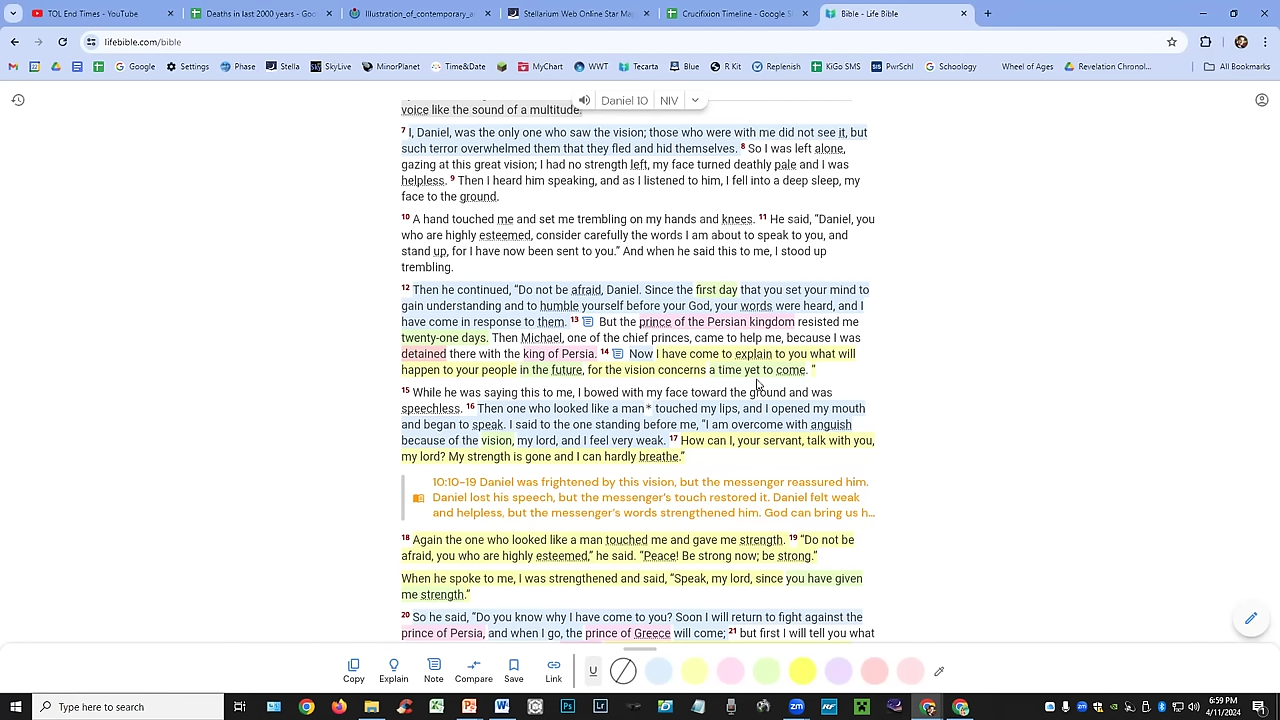 TOL End Times - YouTube
Deaths in last 2000 years - Goo
Illustration_of_contemporary_a
Stellarium Web Online Star Ma
Crucifixion Timeline - Google S
Bible - Life Bible
lifebible.com/bible
Google Settings Phase Stella SkyLive MinorPlanet Time&Date MyChart WWT Tecarta Blue R Kit Replenish KiGo SMS PwrSchl Schoology Wheel of Ages Revelation Chronol... All Bookmarks
Daniel 10 NIV
voice like the sound of a multitude.
7 I, Daniel, was the only one who saw the vision; those who were with me did not see it, but
such terror overwhelmed them that they fled and hid themselves. 8 So I was left alone,
gazing at this great vision; I had no strength left, my face turned deathly pale and I was
helpless. 9 Then I heard him speaking, and as I listened to him, I fell into a deep sleep, my
face to the ground.
10 A hand touched me and set me trembling on my hands and knees. 11 He said, “Daniel, you
who are highly esteemed, consider carefully the words I am about to speak to you, and
stand up, for I have now been sent to you.” And when he said this to me, I stood up
trembling.
12 Then he continued, “Do not be afraid, Daniel. Since the first day that you set your mind to
gain understanding and to humble yourself before your God, your words were heard, and I
have come in response to them. 13 But the prince of the Persian kingdom resisted me
twenty-one days. Then Michael, one of the chief princes, came to help me, because I was
detained there with the king of Persia. 14 Now I have come to explain to you what will
happen to your people in the future, for the vision concerns a time yet to come. ”
15 While he was saying this to me, I bowed with my face toward the ground and was
speechless. 16 Then one who looked like a man* touched my lips, and I opened my mouth
and began to speak. I said to the one standing before me, “I am overcome with anguish
because of the vision, my lord, and I feel very weak. 17 How can I, your servant, talk with you,
my lord? My strength is gone and I can hardly breathe.”
10:10-19 Daniel was frightened by this vision, but the messenger reassured him.
Daniel lost his speech, but the messenger's touch restored it. Daniel felt weak
and helpless, but the messenger's words strengthened him. God can bring us h...
18 Again the one who looked like a man touched me and gave me strength. 19 “Do not be
afraid, you who are highly esteemed,” he said. “Peace! Be strong now; be strong.”
When he spoke to me, I was strengthened and said, “Speak, my lord, since you have given
me strength.”
20 So he said, “Do you know why I have come to you? Soon I will return to fight against the
prince of Persia, and when I go, the prince of Greece will come; 21 but first I will tell you what
Copy Explain Note Compare Save Link U
Type here to search
6:59 PM
4/11/2024